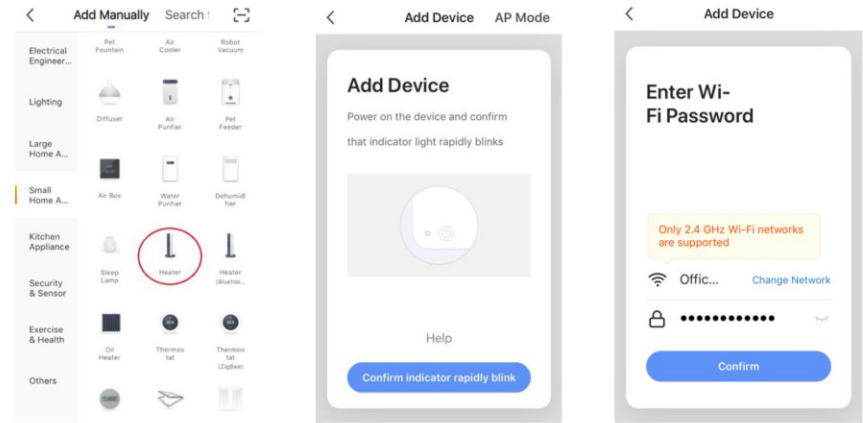 Add Manually Search
Electrical
Engineer...
Lighting
Large
Home A...
Small
Home A...
Kitchen
Appliance
Security
& Sensor
Exercise
& Health
Others
Pet
Fountain
Air
Cooler
Robot
Vacuum
Diffuser
Air
Purifier
Pet
Feeder
Air Box
Water
Purifier
Dehumidi
fier
Sleep
Lamp
Heater
Heater
(Bluetoo...
Oil
Heater
Thermos
tat
Thermos
tat
(ZigBee)
Add Device AP Mode
Add Device
Power on the device and confirm
that indicator light rapidly blinks
Help
Confirm indicator rapidly blink
Add Device
Enter Wi-
Fi Password
Only 2.4 GHz Wi-Fi networks
are supported
Offic... Change Network
Confirm